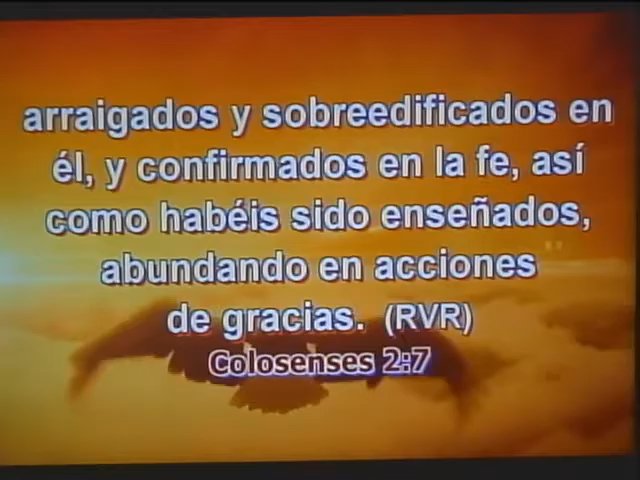 arraigados y sobreedificados en
él, y confirmados en la fe, así
como habéis sido enseñados,
abundando en acciones
de gracias. (RVR)
Colosenses 2:7